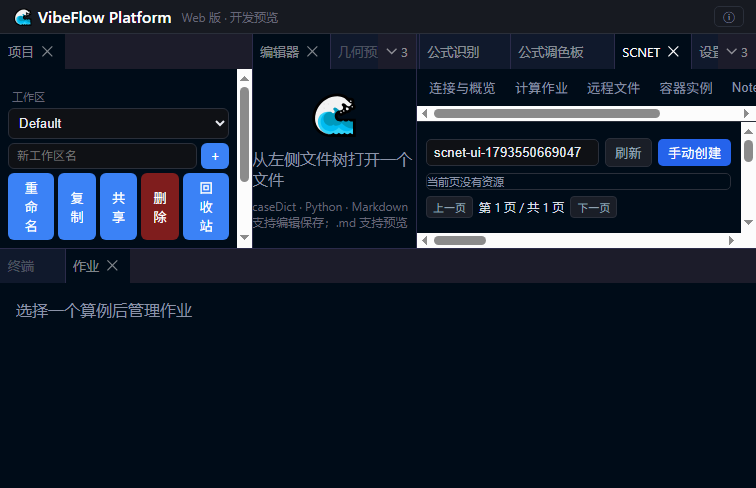 VibeFlow Platform Web 版 · 开发预览
项目
工作区
Default
新工作区名 +
重命名 复制 共享 删除 回收站
编辑器 几何预 3
从左侧文件树打开一个文件
caseDict · Python · Markdown
支持编辑保存；.md 支持预览
公式识别 公式调色板 SCNET 设置 3
连接与概览 计算作业 远程文件 容器实例 Note
scnet-ui-1793550669047 刷新 手动创建
当前页没有资源
上一页 第 1 页 / 共 1 页 下一页
终端 作业
选择一个算例后管理作业